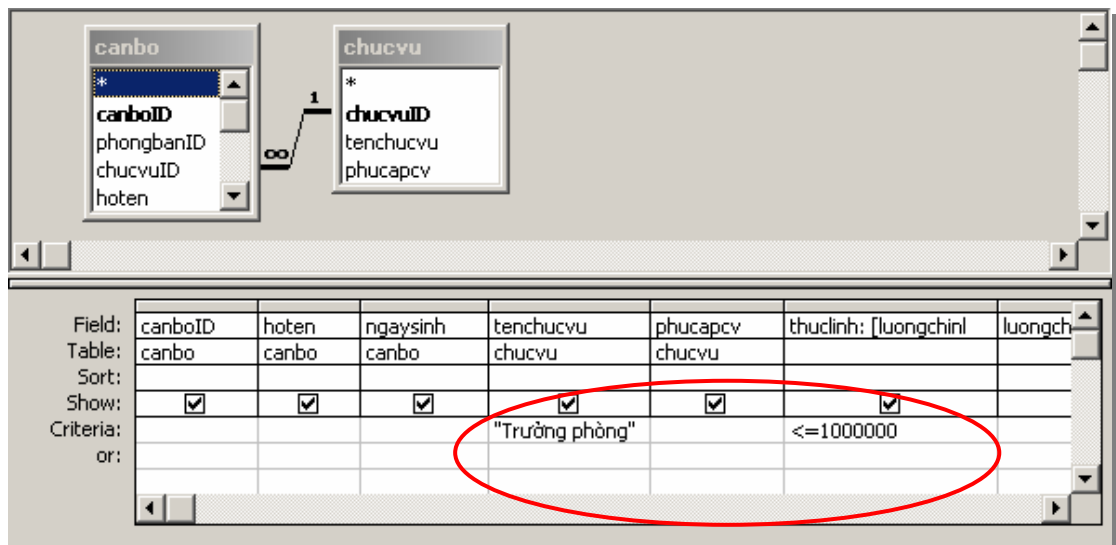 canbo
*
canboID
phongbanID
chucvuID
hoten
∞
1
chucvu
*
chucvuID
tenchucvu
phucapcv
Field: canboID hoten ngaysinh tenchucvu phucapcv thuclinh: [luongchinl luongch
Table: canbo canbo canbo chucvu chucvu
Sort:
Show:
Criteria: "Trưởng phòng" <=1000000
or: